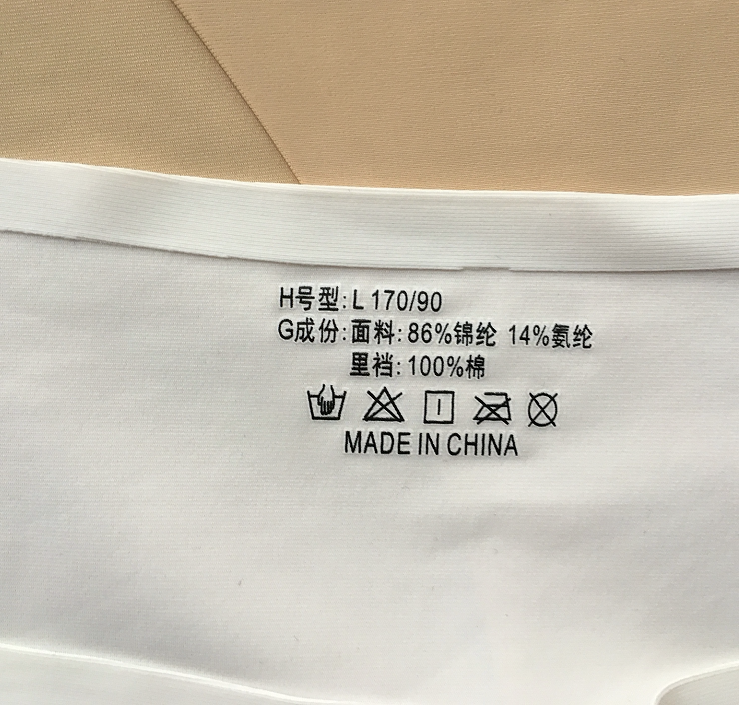 H号型: L 170/90
G成份: 面料: 86%锦纶 14%氨纶
里裆: 100%棉
MADE IN CHINA